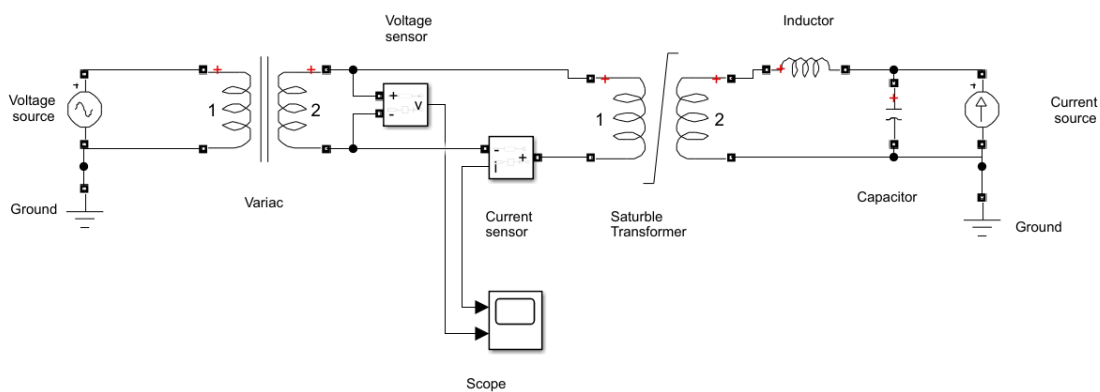 Voltage
sensor
Inductor
Voltage
source
1
2
+
-
v
1
2
Current
source
-
+
i
Ground
Variac
Current
sensor
Saturble
Transformer
Capacitor
Ground
Scope